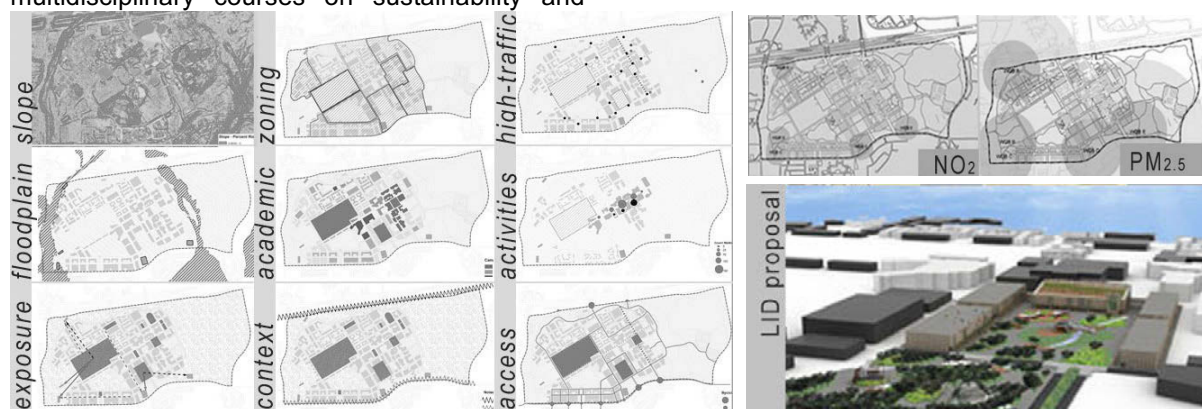 multidisciplinary courses on sustainability and
slope
zoning
high-traffic
NO2
PM2.5
floodplain
academic
activities
LID proposal
exposure
context
access